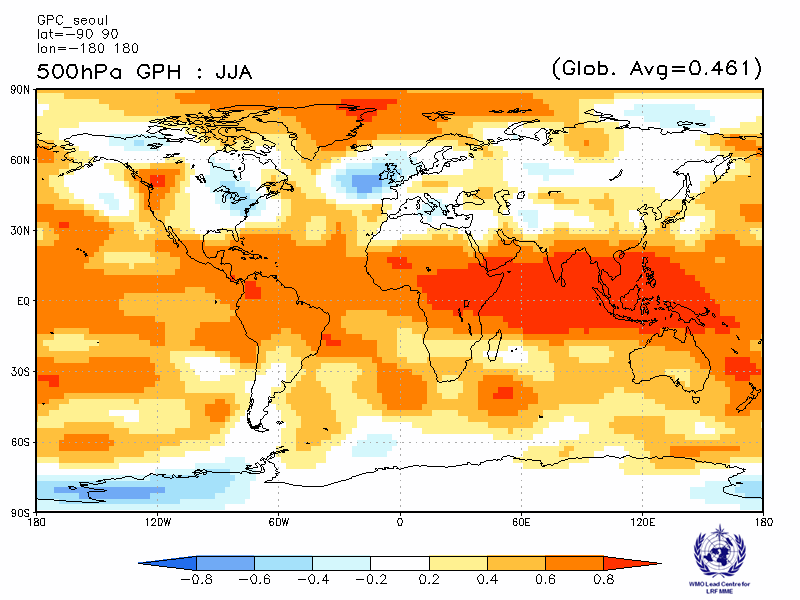 GPC_seoul
lat=-90 90
lon=-180 180
500hPa GPH : JJA (Glob. Avg=0.461)
90N
60N
30N
EQ
30S
60S
90S
180 120W 60W 0 60E 120E 180
-0.8 -0.6 -0.4 -0.2 0.2 0.4 0.6 0.8
WMO Lead Centre for
LRF MME